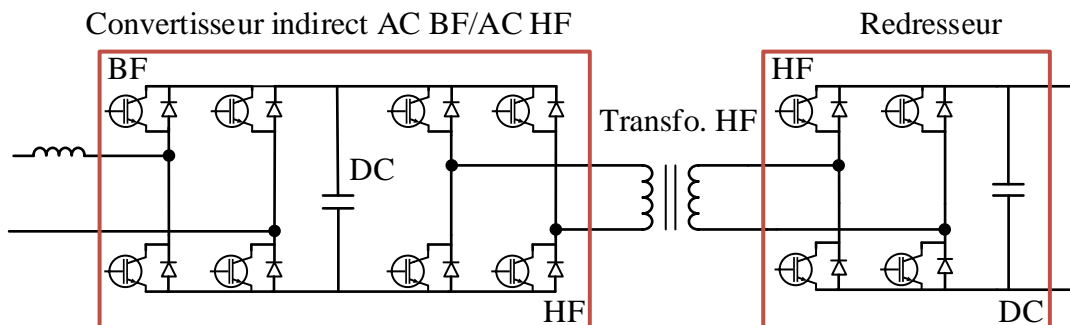 Convertisseur indirect AC BF/AC HF
Redresseur
BF
HF
Transfo. HF
DC
HF
DC